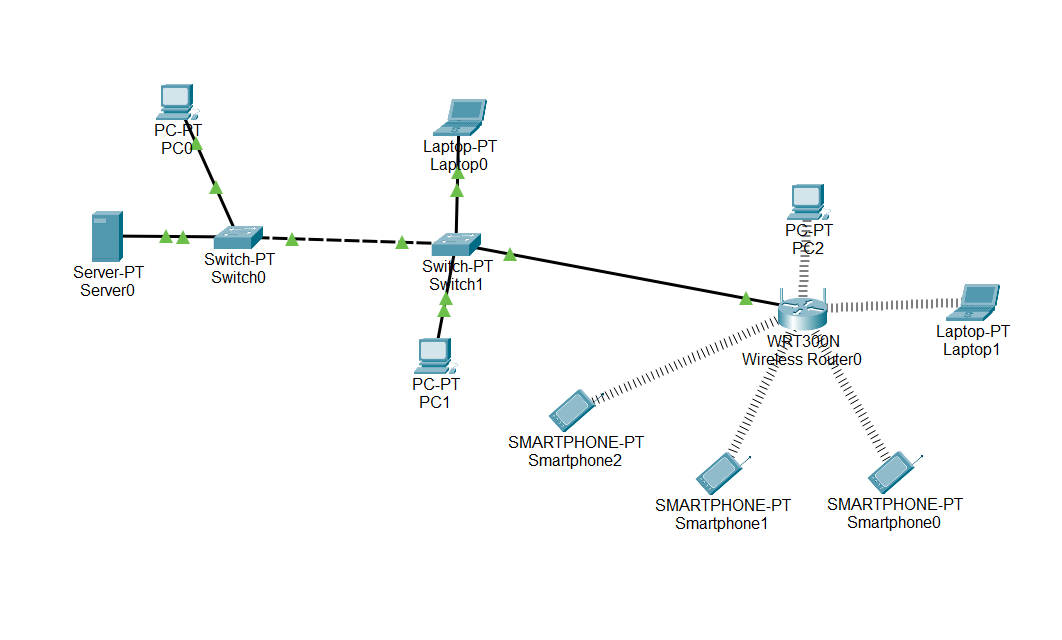 PC-PT
PC0
Laptop-PT
Laptop0
PC-PT
PC2
Server-PT
Server0
Switch-PT
Switch0
Switch-PT
Switch1
Laptop-PT
Laptop1
WRT300N
Wireless Router0
PC-PT
PC1
SMARTPHONE-PT
Smartphone2
SMARTPHONE-PT
Smartphone1
SMARTPHONE-PT
Smartphone0